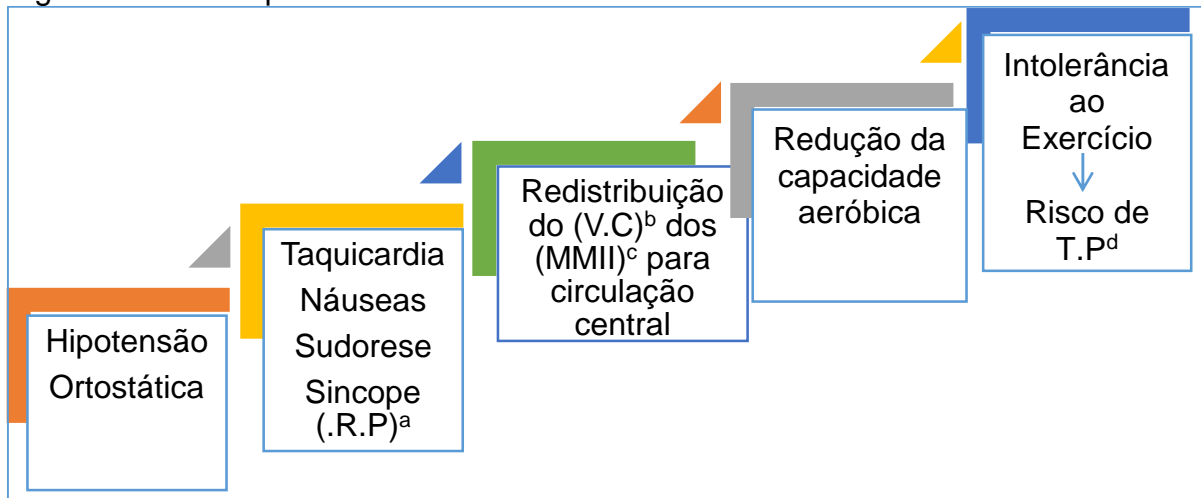 Hipotensão
Ortostática
Taquicardia
Náuseas
Sudorese
Sincope
(.R.P)ᵃ
Redistribuição
do (V.C)ᵇ dos
(MMII)ᶜ para
circulação
central
Redução da
capacidade
aeróbica
Intolerância
ao
Exercício
Risco de
T.Pᵈ